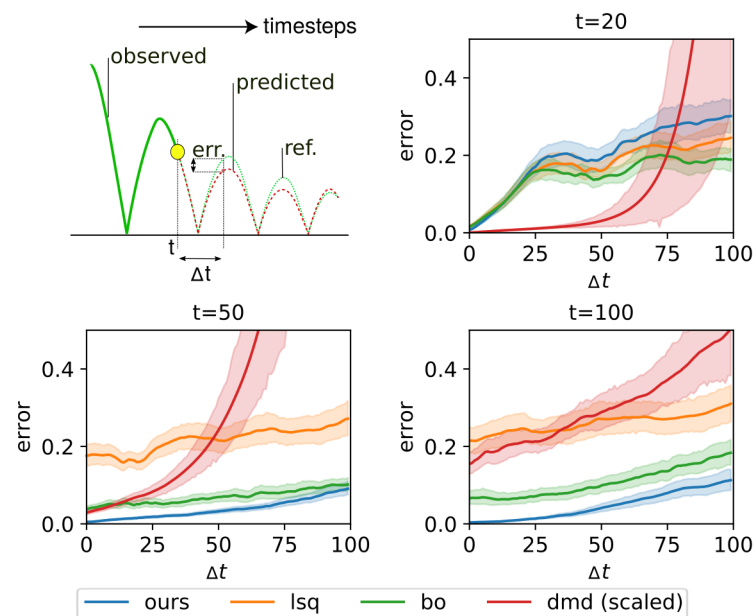 timesteps
observed
predicted
err.
ref.
t
Δt
t=20
error
0.4
0.2
0.0
0 25 50 75 100
Δt
t=50
error
0.4
0.2
0.0
0 25 50 75 100
Δt
t=100
error
0.4
0.2
0.0
0 25 50 75 100
Δt
ours lsq bo dmd (scaled)